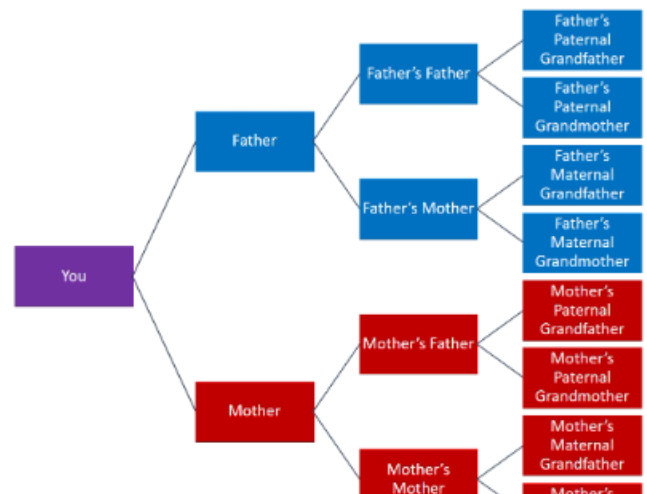 Father's
Paternal
Grandfather
Father's Father
Father's
Paternal
Grandmother
Father
Father's
Maternal
Grandfather
Father's Mother
Father's
Maternal
Grandmother
You
Mother's
Paternal
Grandfather
Mother's Father
Mother's
Paternal
Grandmother
Mother
Mother's
Maternal
Grandfather
Mother's
Mother
Mother's